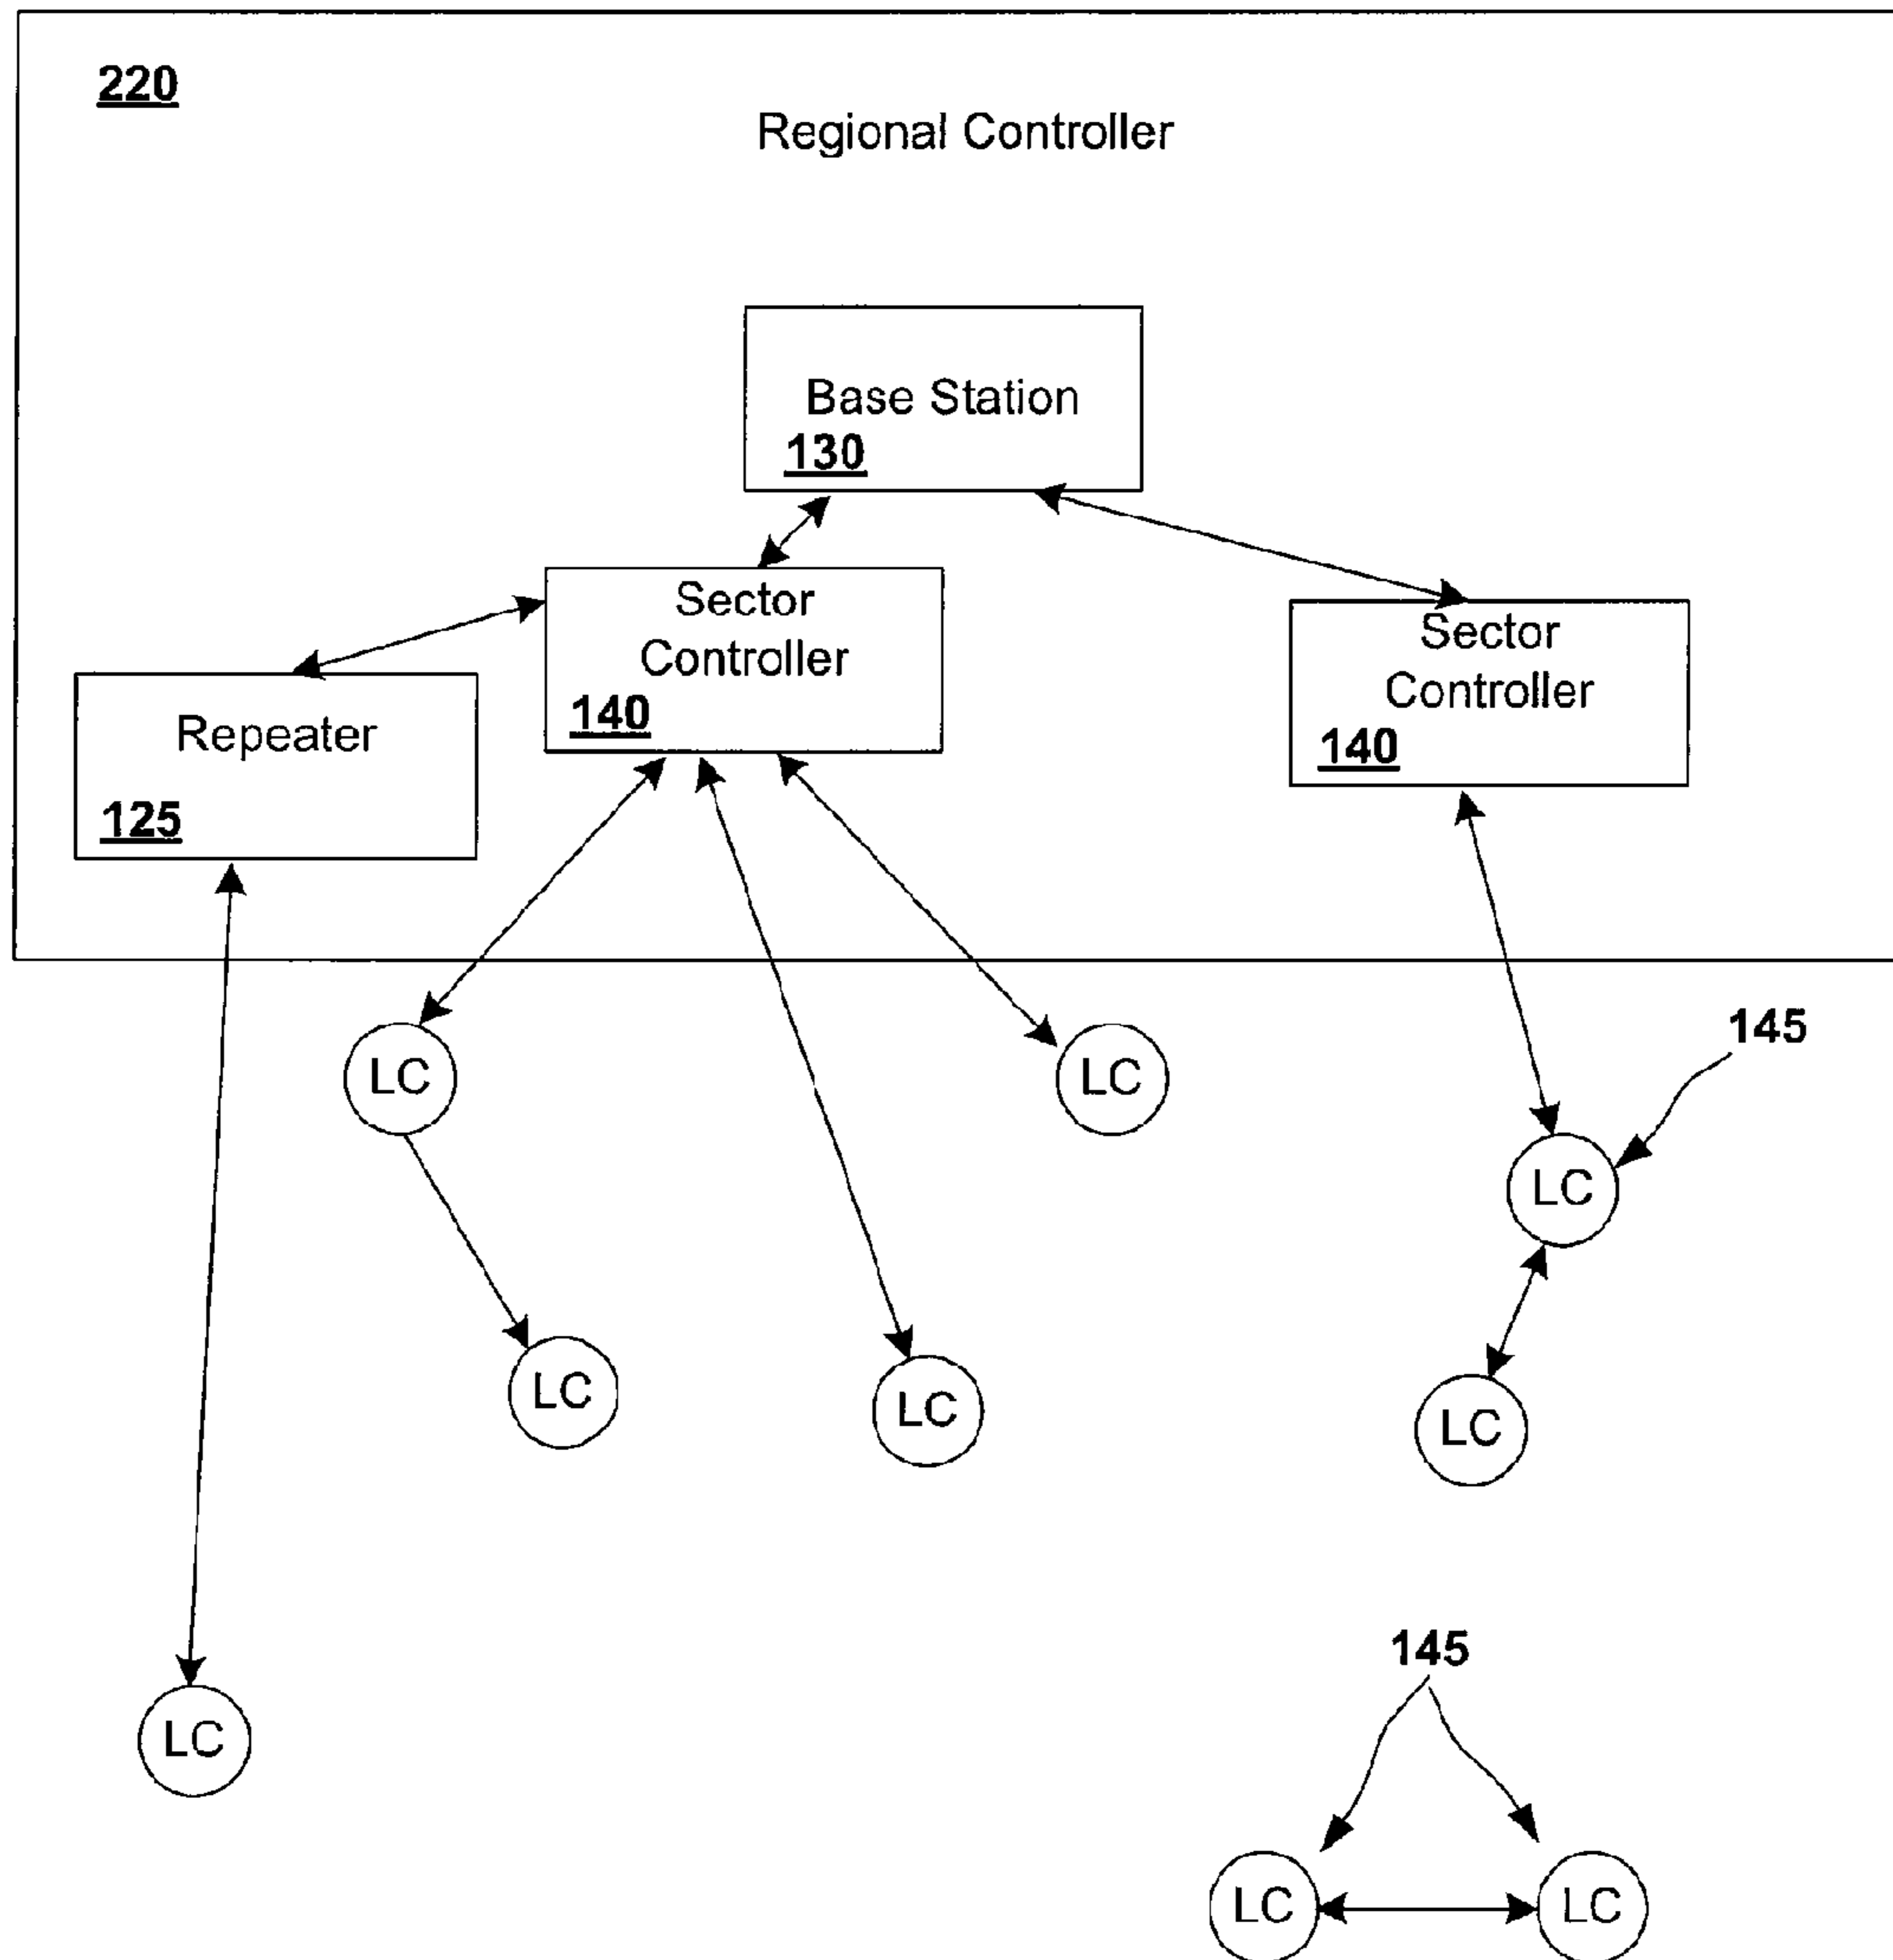 220
Regional Controller
Base Station
130
Sector
Controller
140
Sector
Controller
140
Repeater
125
LC
LC
145
LC
LC
LC
LC
LC
145
LC
LC